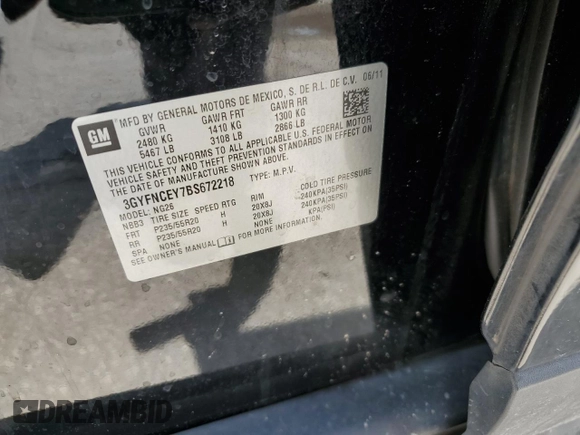 GM
MFD BY GENERAL MOTORS DE MEXICO, S. DE R.L. DE C.V. 06/11
GVWR GAWR FRT GAWR RR
2480 KG 1410 KG 1300 KG
5467 LB 3108 LB 2866 LB
THIS VEHICLE CONFORMS TO ALL APPLICABLE U.S. FEDERAL MOTOR
VEHICLE SAFETY AND THEFT PREVENTION STANDARDS IN EFFECT ON
THE DATE OF MANUFACTURE SHOWN ABOVE.
3GYFNCEY7BS672218 TYPE: M.P.V.
MODEL: NG26
NBB3 TIRE SIZE SPEED RTG RIM COLD TIRE PRESSURE
FRT P235/55R20 H 20X8J 240KPA(35PSI)
RR P235/55R20 H 20X8J 240KPA(35PSI)
SPA NONE NONE KPA(PSI)
SEE OWNER'S MANUAL FOR MORE INFORMATION.
DREAMBID.COM